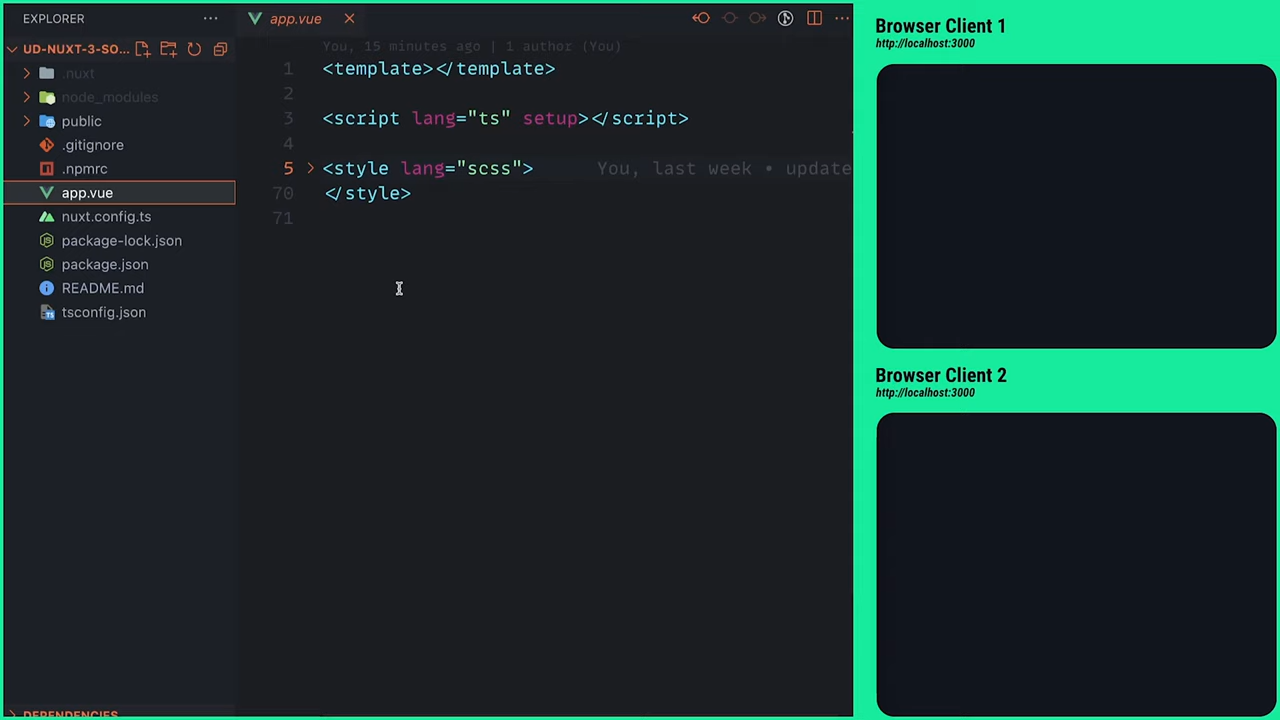 EXPLORER
UD-NUXT-3-SO...
.nuxt
node_modules
public
.gitignore
.npmrc
app.vue
nuxt.config.ts
package-lock.json
package.json
README.md
tsconfig.json
DEPENDENCIES
app.vue
You, 15 minutes ago | 1 author (You)
1 <template></template>
2
3 <script lang="ts" setup></script>
4
5 <style lang="scss"> You, last week • update
70 </style>
71
Browser Client 1
http://localhost:3000
Browser Client 2
http://localhost:3000